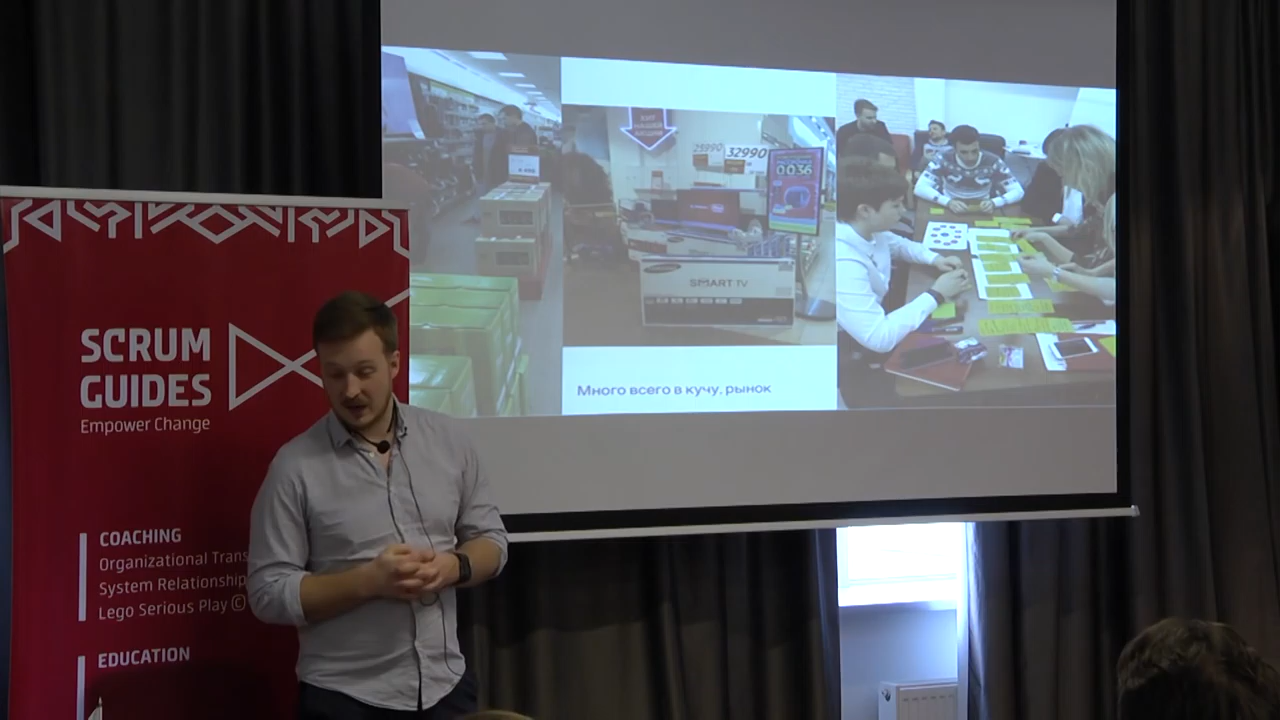 SCRUM
GUIDES
Empower Change
COACHING
Organizational Trans
System Relationship
Lego Serious Play ©
EDUCATION
32990
0:0:36
SAMSUNG
SMART TV
Много всего в кучу, рынок